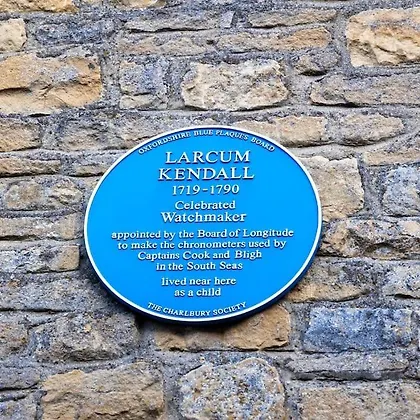 OXFORDSHIRE BLUE PLAQUES BOARD
LARCUM
KENDALL
1719-1790
Celebrated
Watchmaker
appointed by the Board of Longitude
to make the chronometers used by
Captains Cook and Bligh
in the South Seas
lived near here
as a child
THE CHARLBURY SOCIETY